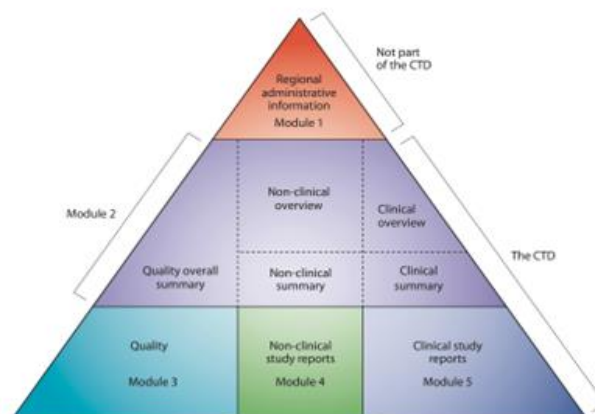 Not part
of the CTD
Regional
administrative
information
Module 1
Module 2
Non-clinical
overview
Clinical
overview
The CTD
Quality overall
summary
Non-clinical
summary
Clinical
summary
Quality
Module 3
Non-clinical
study reports
Module 4
Clinical study
reports
Module 5